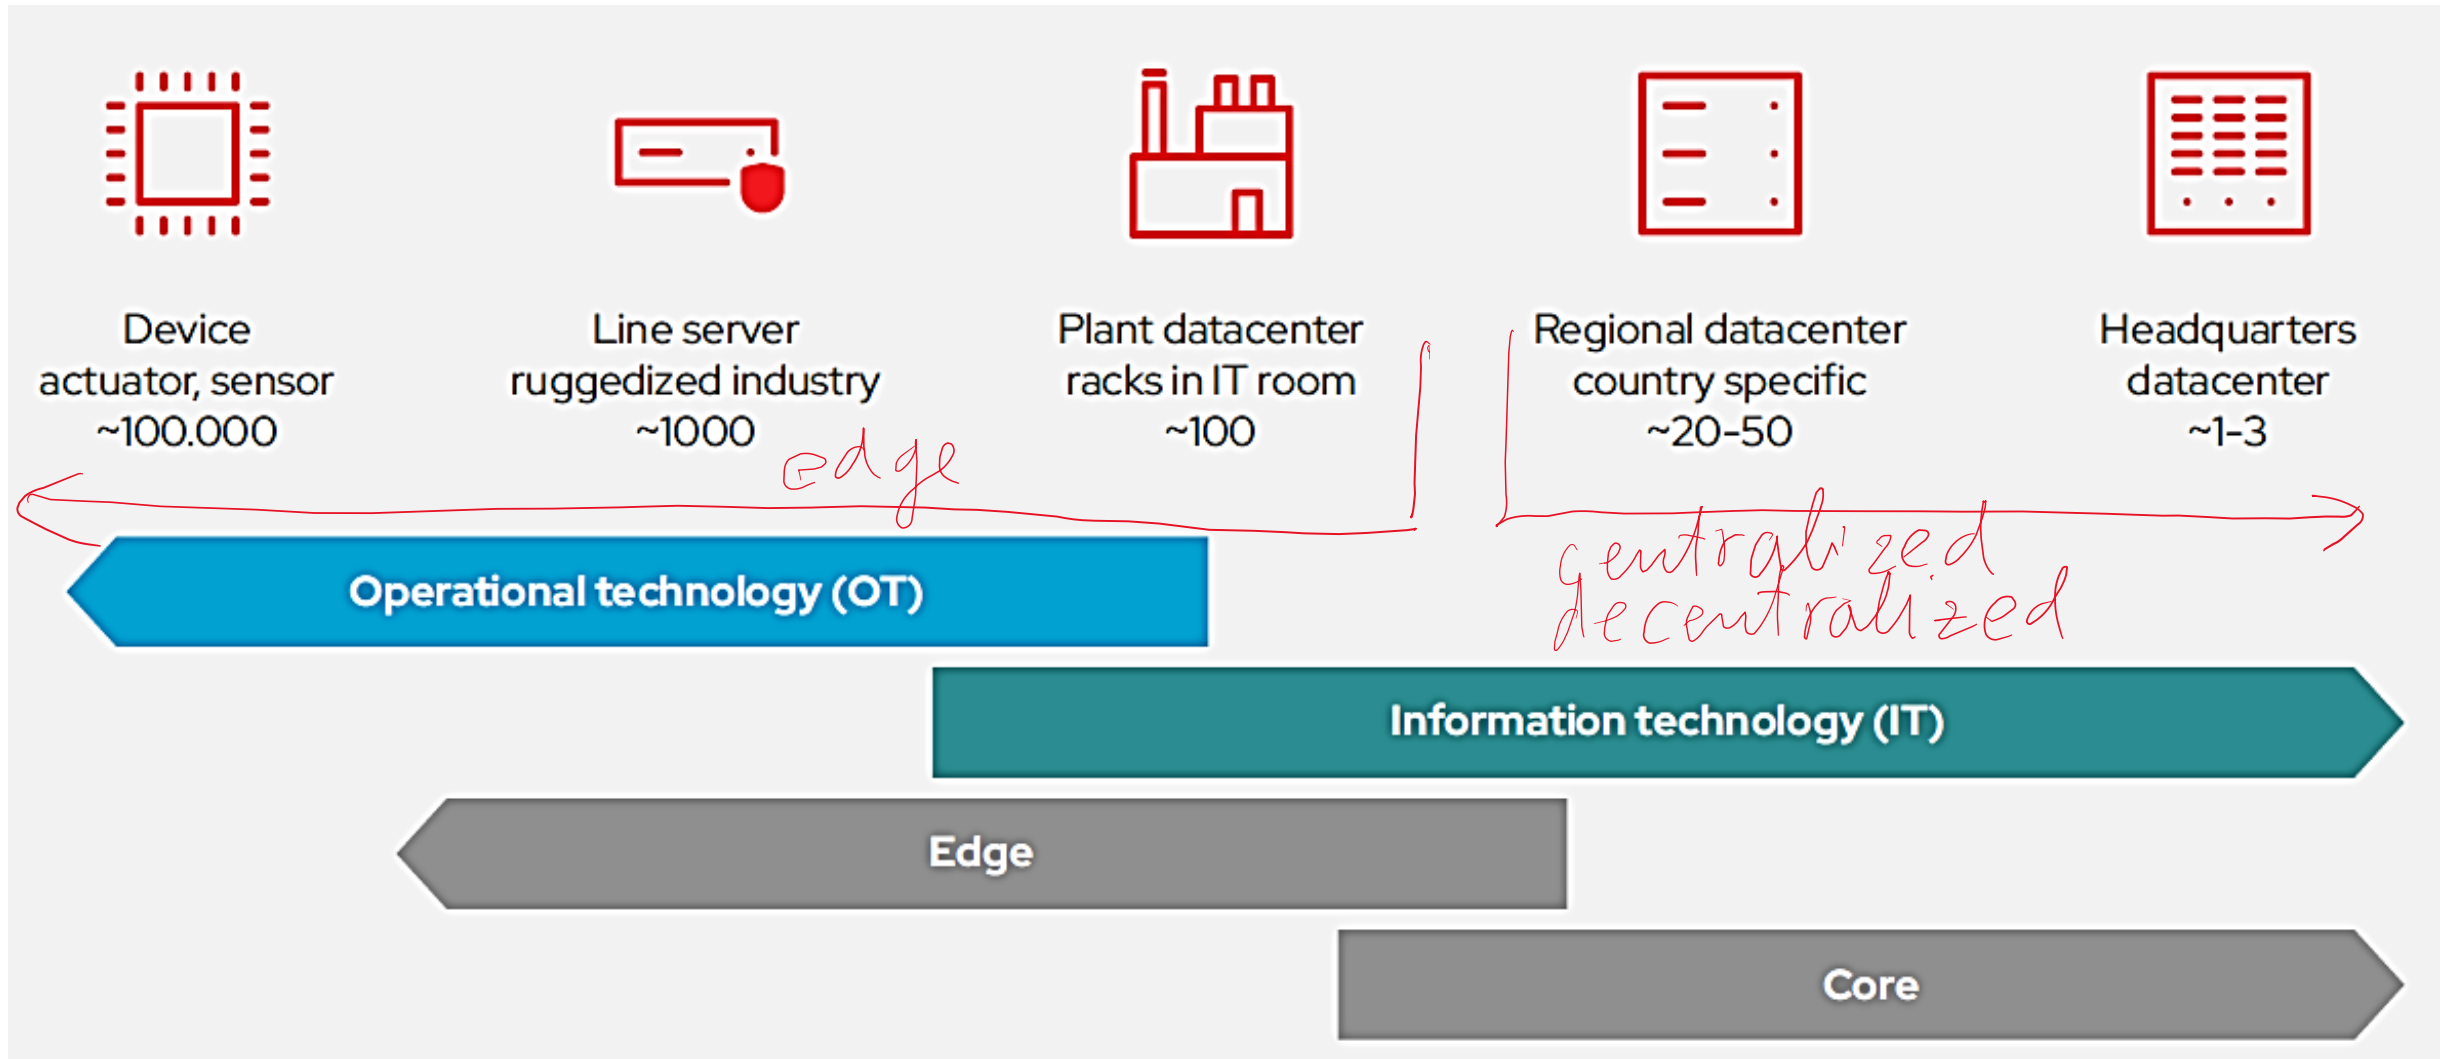 Device
actuator, sensor
~100.000
Line server
ruggedized industry
~1000
Plant datacenter
racks in IT room
~100
Regional datacenter
country specific
~20-50
Headquarters
datacenter
~1-3
edge
centralized
decentralized
Operational technology (OT)
Information technology (IT)
Edge
Core